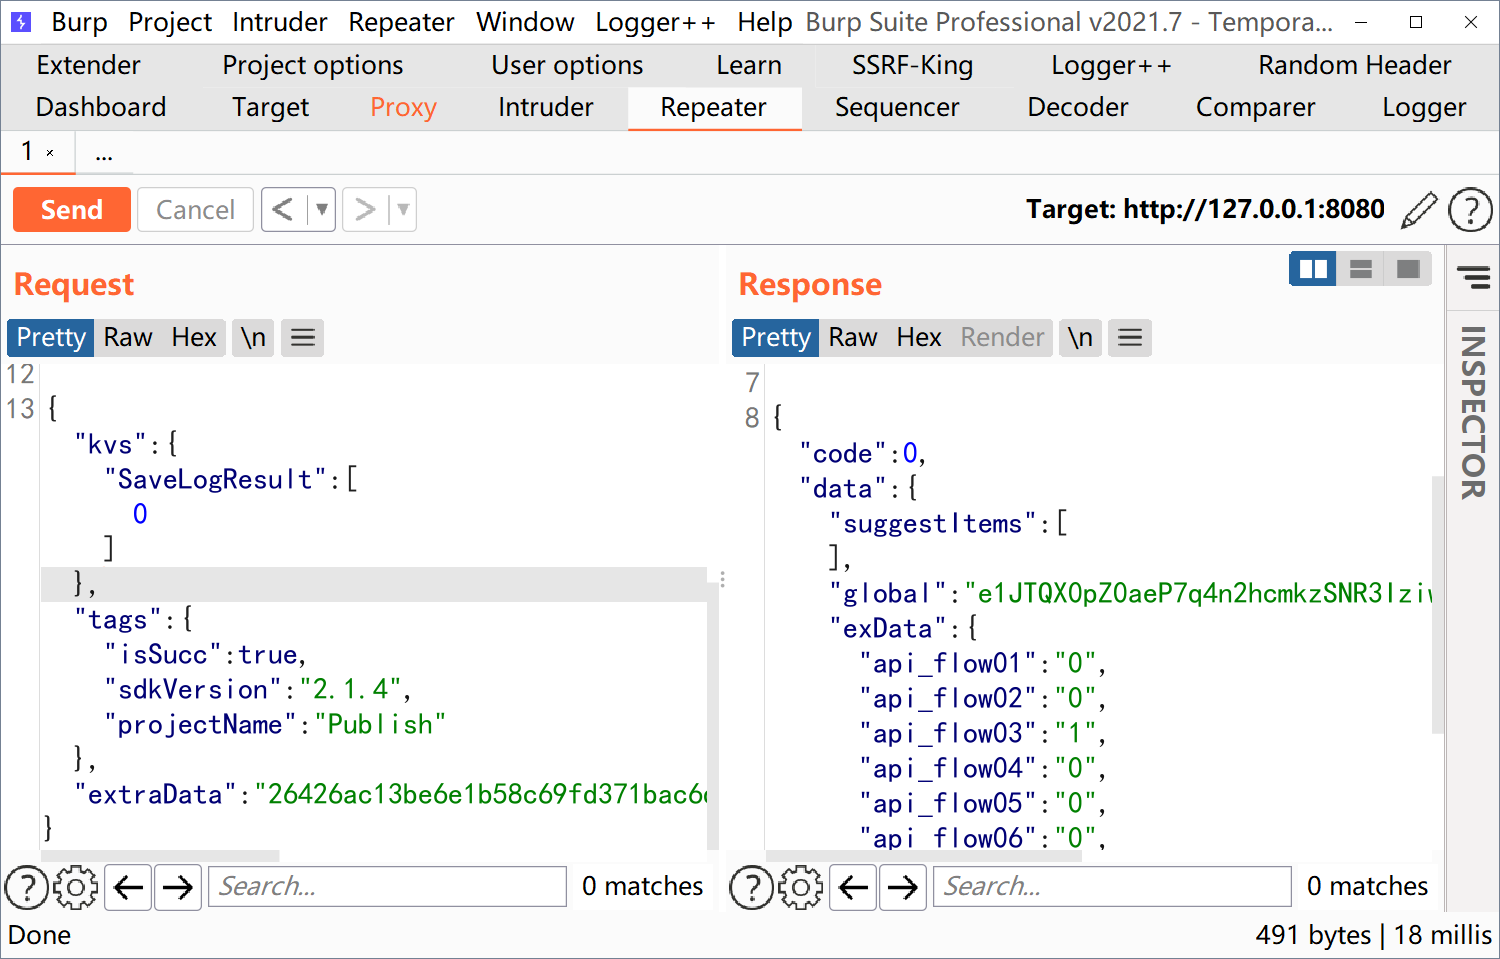 Burp Project Intruder Repeater Window Logger++ Help Burp Suite Professional v2021.7 - Tempora...
Extender Project options User options Learn SSRF-King Logger++ Random Header
Dashboard Target Proxy Intruder Repeater Sequencer Decoder Comparer Logger
1 × ...
Send Cancel < ▼ > ▼ Target: http://127.0.0.1:8080 ?
Request
Pretty Raw Hex \n
12
13 {
"kvs":{
"SaveLogResult":[
0
]
},
"tags":{
"isSucc":true,
"sdkVersion":"2.1.4",
"projectName":"Publish"
},
"extraData":"26426ac13be6e1b58c69fd371bac6
}
? Search... 0 matches
Response
Pretty Raw Hex Render \n
7
8 {
"code":0,
"data":{
"suggestItems":[
],
"global":"e1JTQX0pZ0aeP7q4n2hcmkzSNR3Izi
"exData":{
"api_flow01":"0",
"api_flow02":"0",
"api_flow03":"1",
"api_flow04":"0",
"api_flow05":"0",
"api_flow06":"0",
? Search... 0 matches
INSPECTOR
Done 491 bytes | 18 millis